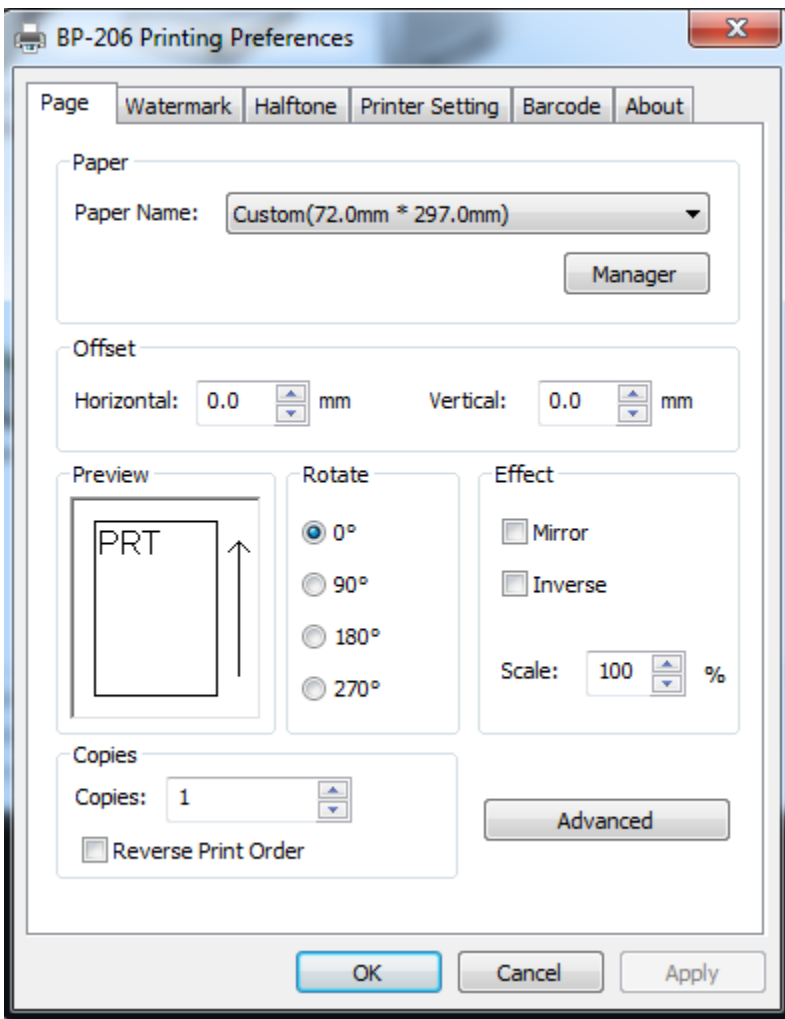 BP-206 Printing Preferences
Page Watermark Halftone Printer Setting Barcode About
Paper
Paper Name: Custom(72.0mm * 297.0mm)
Manager
Offset
Horizontal: 0.0 mm Vertical: 0.0 mm
Preview Rotate Effect
PRT 0° Mirror
90° Inverse
180°
Scale: 100 %
270°
Copies
Copies: 1
Advanced
Reverse Print Order
OK Cancel Apply